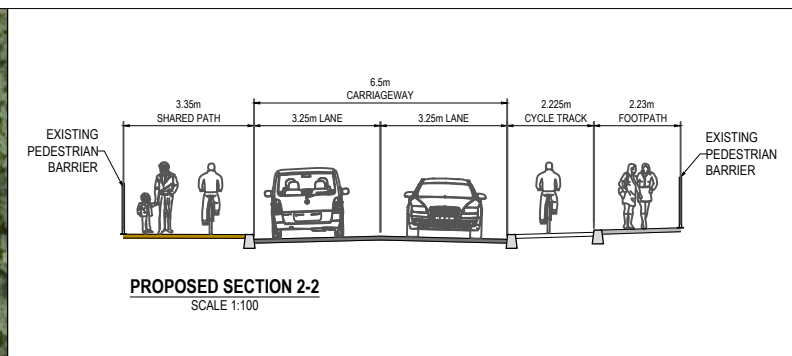 6.5m
CARRIAGEWAY
3.35m
SHARED PATH
3.25m LANE
3.25m LANE
2.225m
CYCLE TRACK
2.23m
FOOTPATH
EXISTING
PEDESTRIAN
BARRIER
EXISTING
PEDESTRIAN
BARRIER
PROPOSED SECTION 2-2
SCALE 1:100